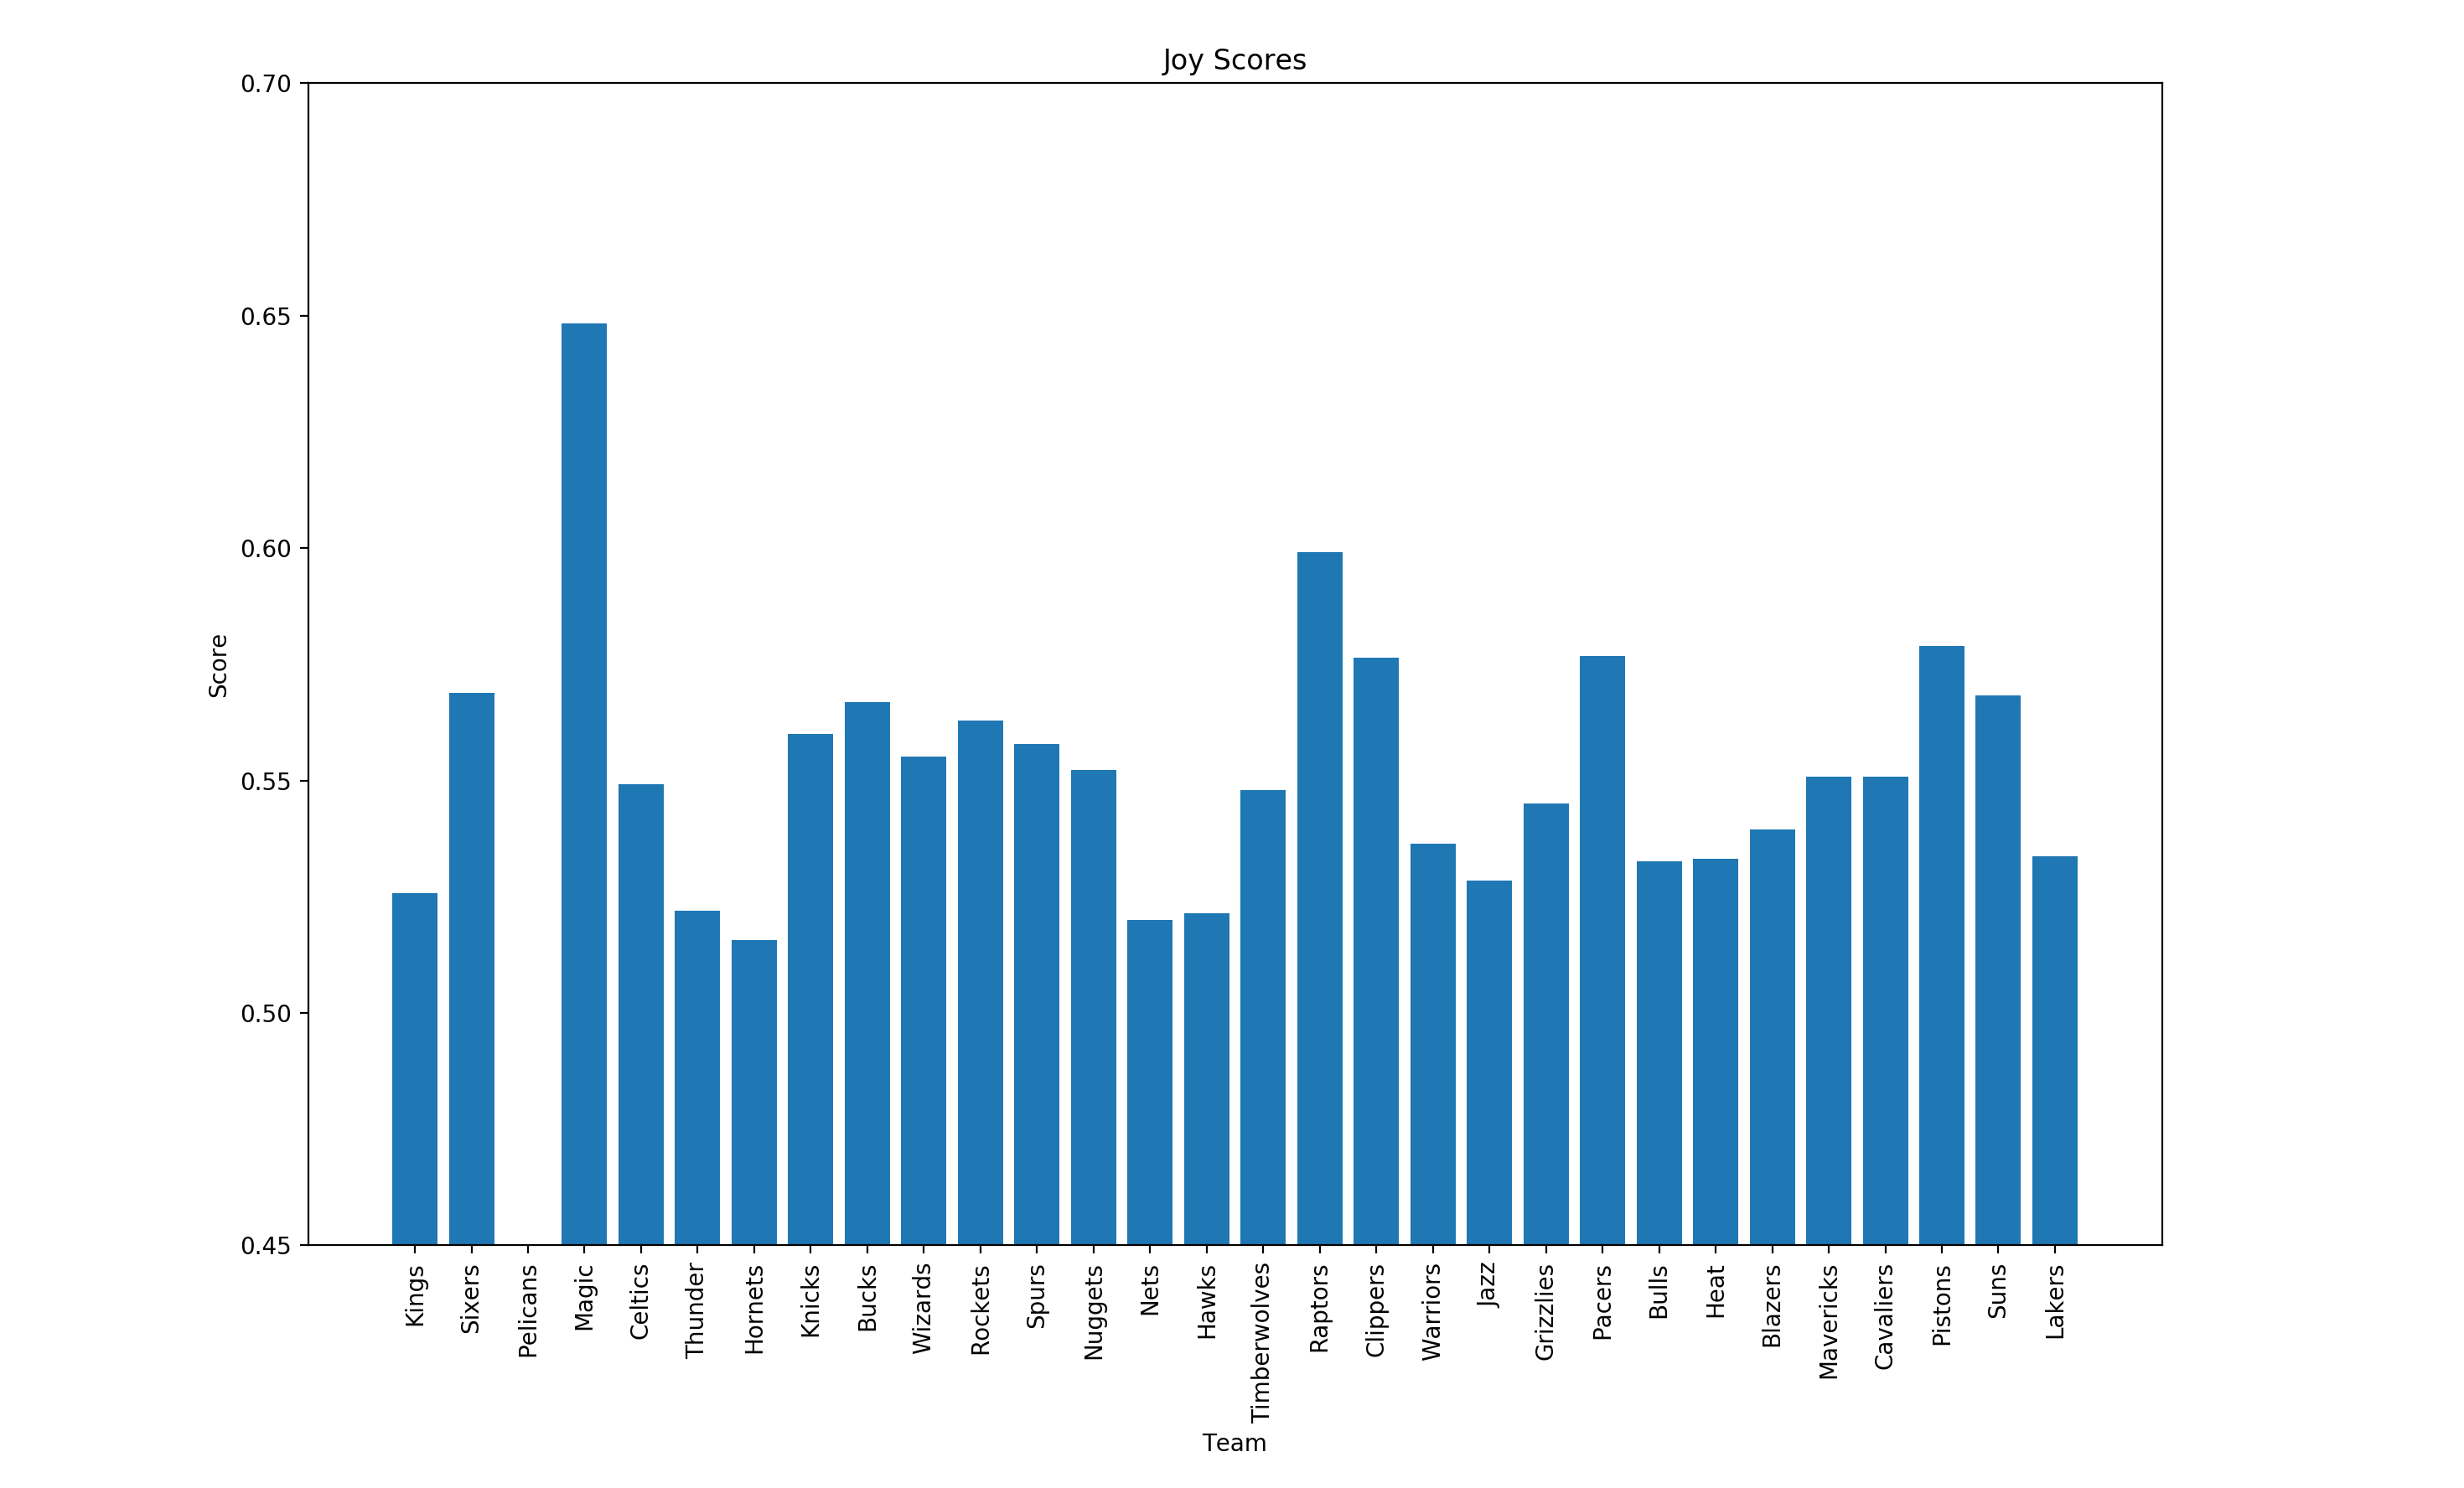 Joy Scores
0.70
0.65
0.60
0.55
0.50
0.45
Score
Kings
Sixers
Pelicans
Magic
Celtics
Thunder
Hornets
Knicks
Bucks
Wizards
Rockets
Spurs
Nuggets
Nets
Hawks
Timberwolves
Raptors
Clippers
Warriors
Jazz
Grizzlies
Pacers
Bulls
Heat
Blazers
Mavericks
Cavaliers
Pistons
Suns
Lakers
Team